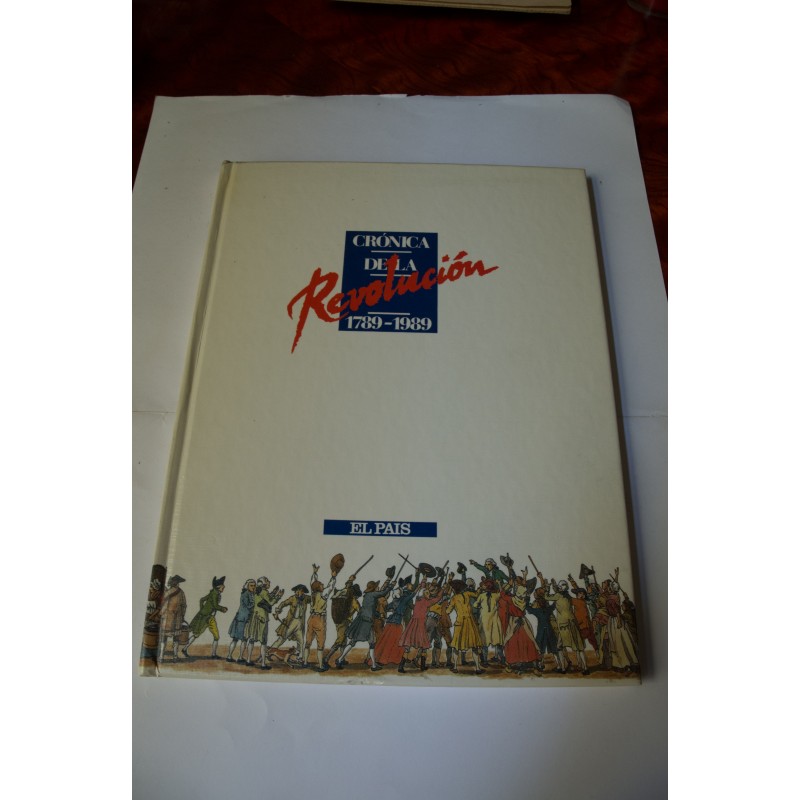 CRÓNICA
DE LA
Revolución
1789-1989
EL PAIS